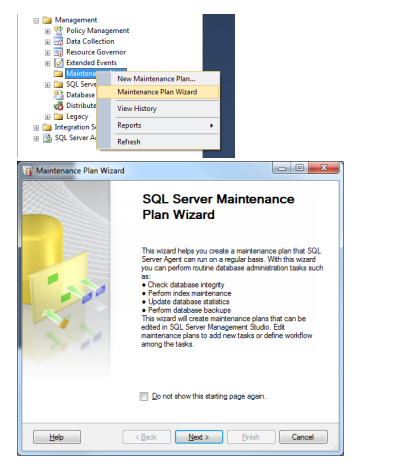 Management
Policy Management
Data Collection
Resource Governor
Extended Events
Maintena
New Maintenance Plan...
SQL Serve
Maintenance Plan Wizard
Database
View History
Distribute
Legacy
Reports
Integration S
SQL Server A
Refresh
Maintenance Plan Wizard
SQL Server Maintenance
Plan Wizard
This wizard helps you create a maintenance plan that SQL
Server Agent can run on a regular basis. With this wizard
you can perform routine database administration tasks such
as:
• Check database integrity
• Perform index maintenance
• Update database statistics
• Perform database backups
This wizard will create maintenance plans that can be
edited in SQL Server Management Studio. Edit
maintenance plans to add new tasks or define workflow
among the tasks.
Do not show this starting page again.
Help
< Back
Next >
Finish
Cancel